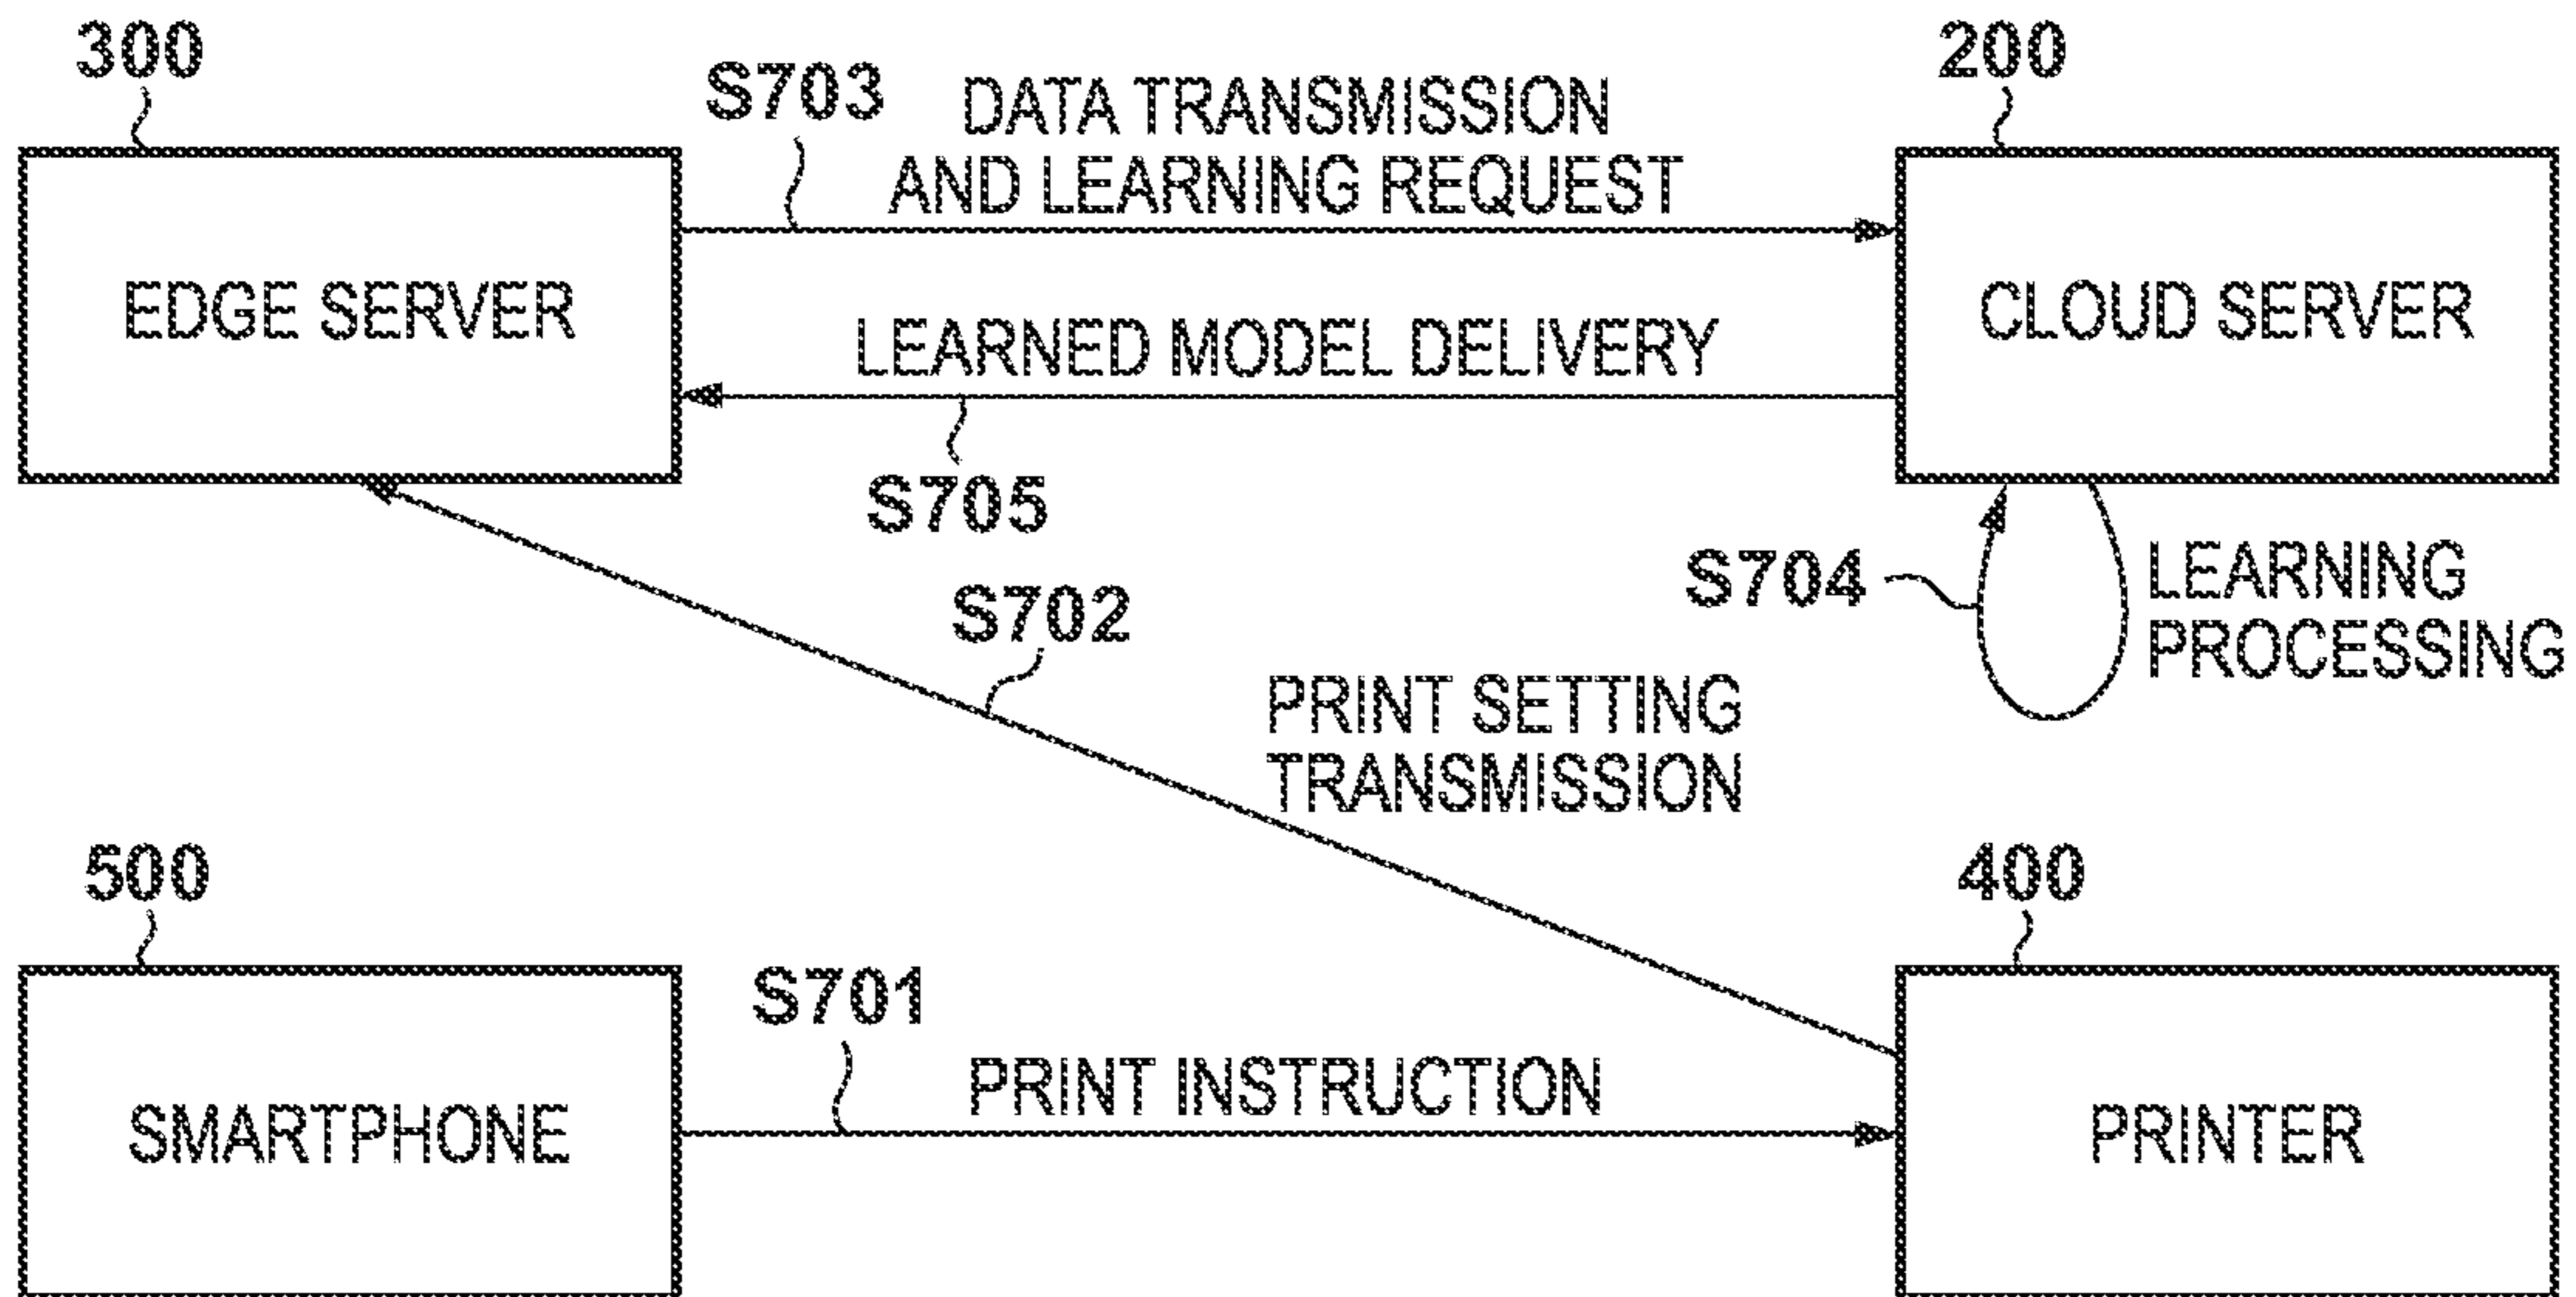 300
S703
DATA TRANSMISSION
AND LEARNING REQUEST
200
EDGE SERVER
CLOUD SERVER
LEARNED MODEL DELIVERY
S705
S704
LEARNING
PROCESSING
S702
PRINT SETTING
TRANSMISSION
500
400
S701
PRINT INSTRUCTION
SMARTPHONE
PRINTER